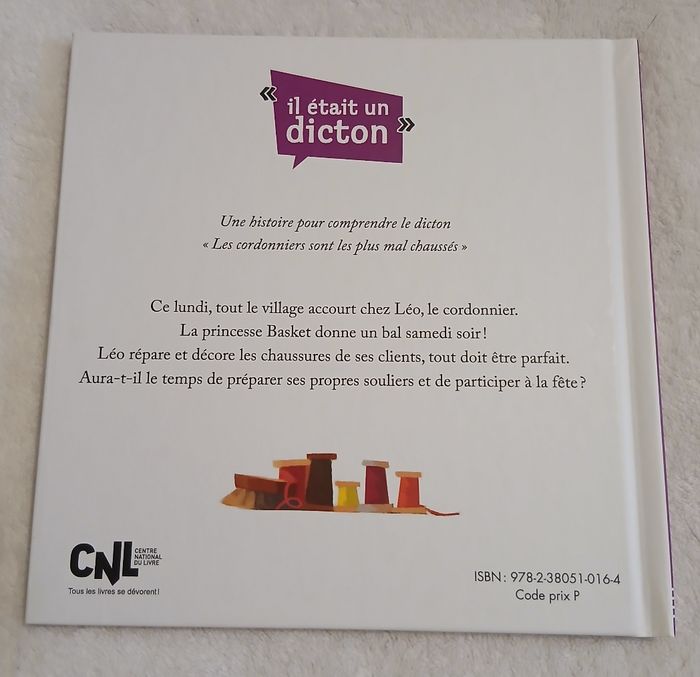 « il était un
dicton »
Une histoire pour comprendre le dicton
« Les cordonniers sont les plus mal chaussés »
Ce lundi, tout le village accourt chez Léo, le cordonnier.
La princesse Basket donne un bal samedi soir !
Léo répare et décore les chaussures de ses clients, tout doit être parfait.
Aura-t-il le temps de préparer ses propres souliers et de participer à la fête ?
CNL
CENTRE
NATIONAL
DU LIVRE
Tous les livres se dévorent !
ISBN : 978-2-38051-016-4
Code prix P